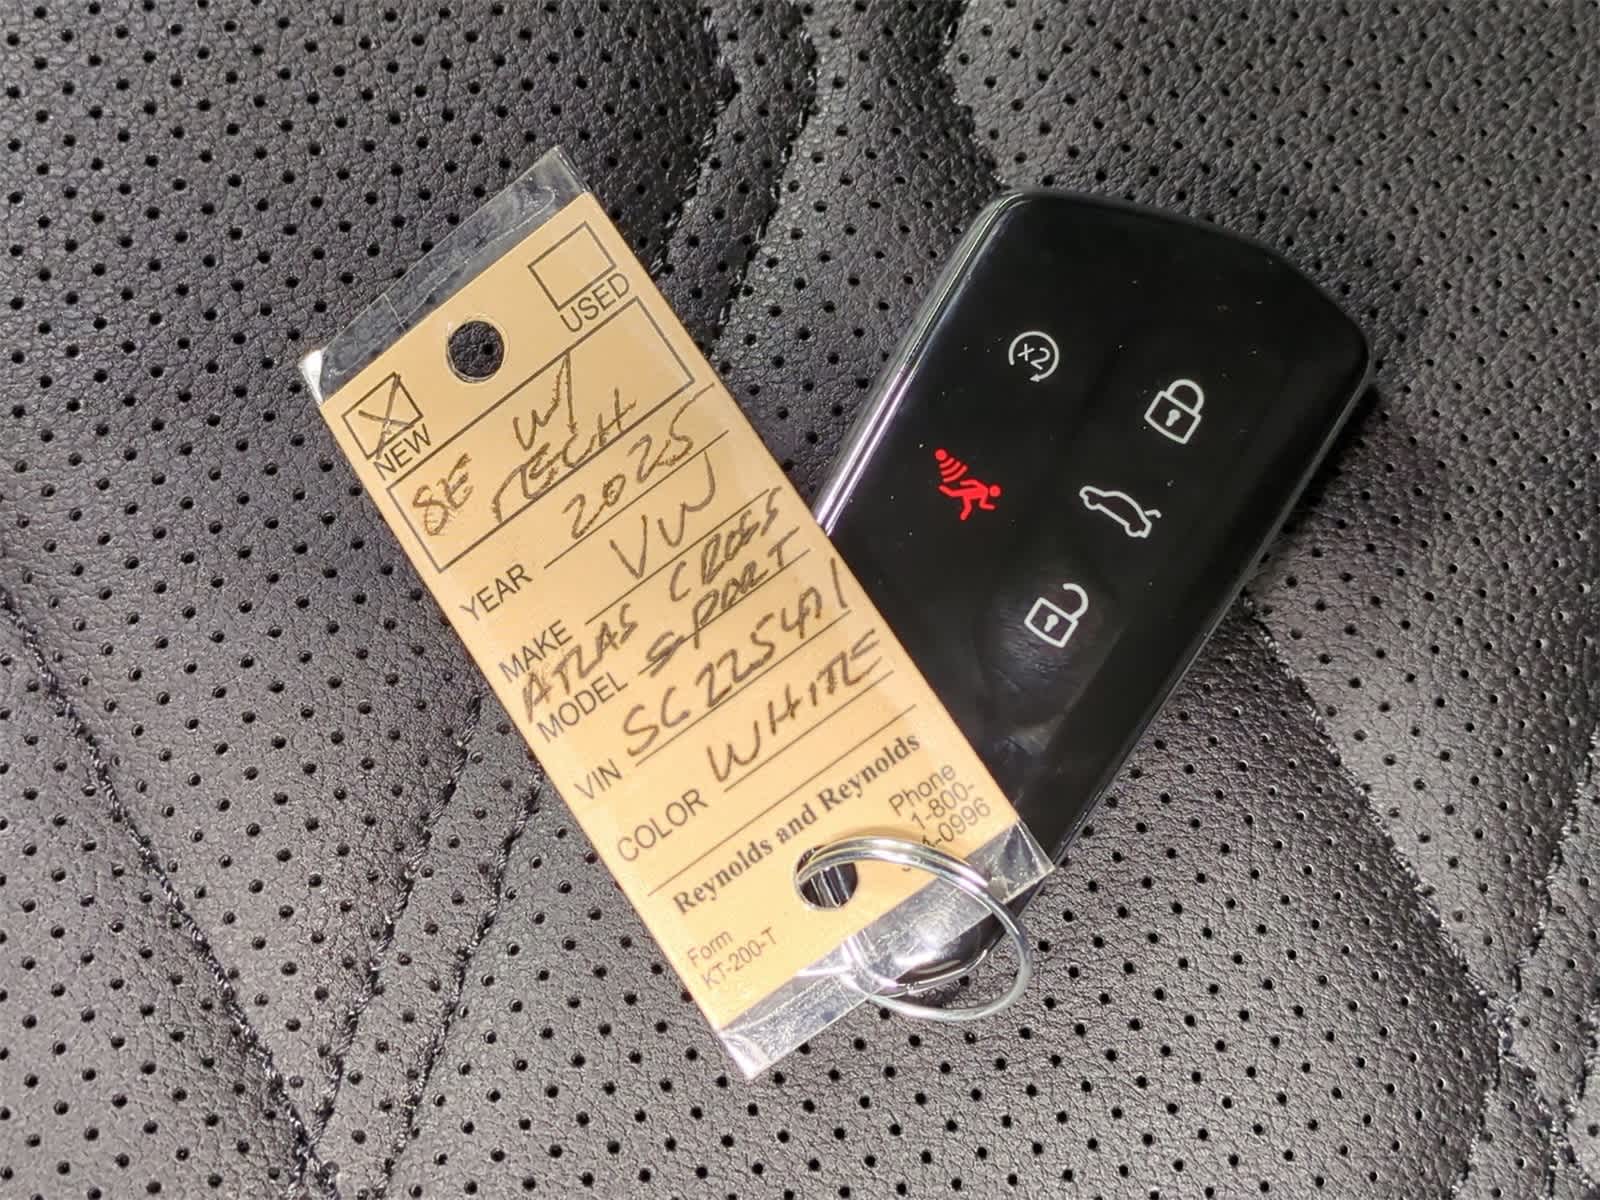 USED
NEW
SE W/
TECH
YEAR 2025
MAKE VW
ATLAS CROSS
MODEL SPORT
VIN
COLOR WHITE
Reynolds and Reynolds
Phone
1-800-
-0996
Form
KT-200-T
x2